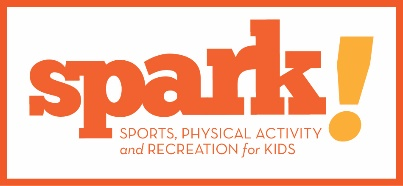 spark!
SPORTS, PHYSICAL ACTIVITY
and RECREATION for KIDS